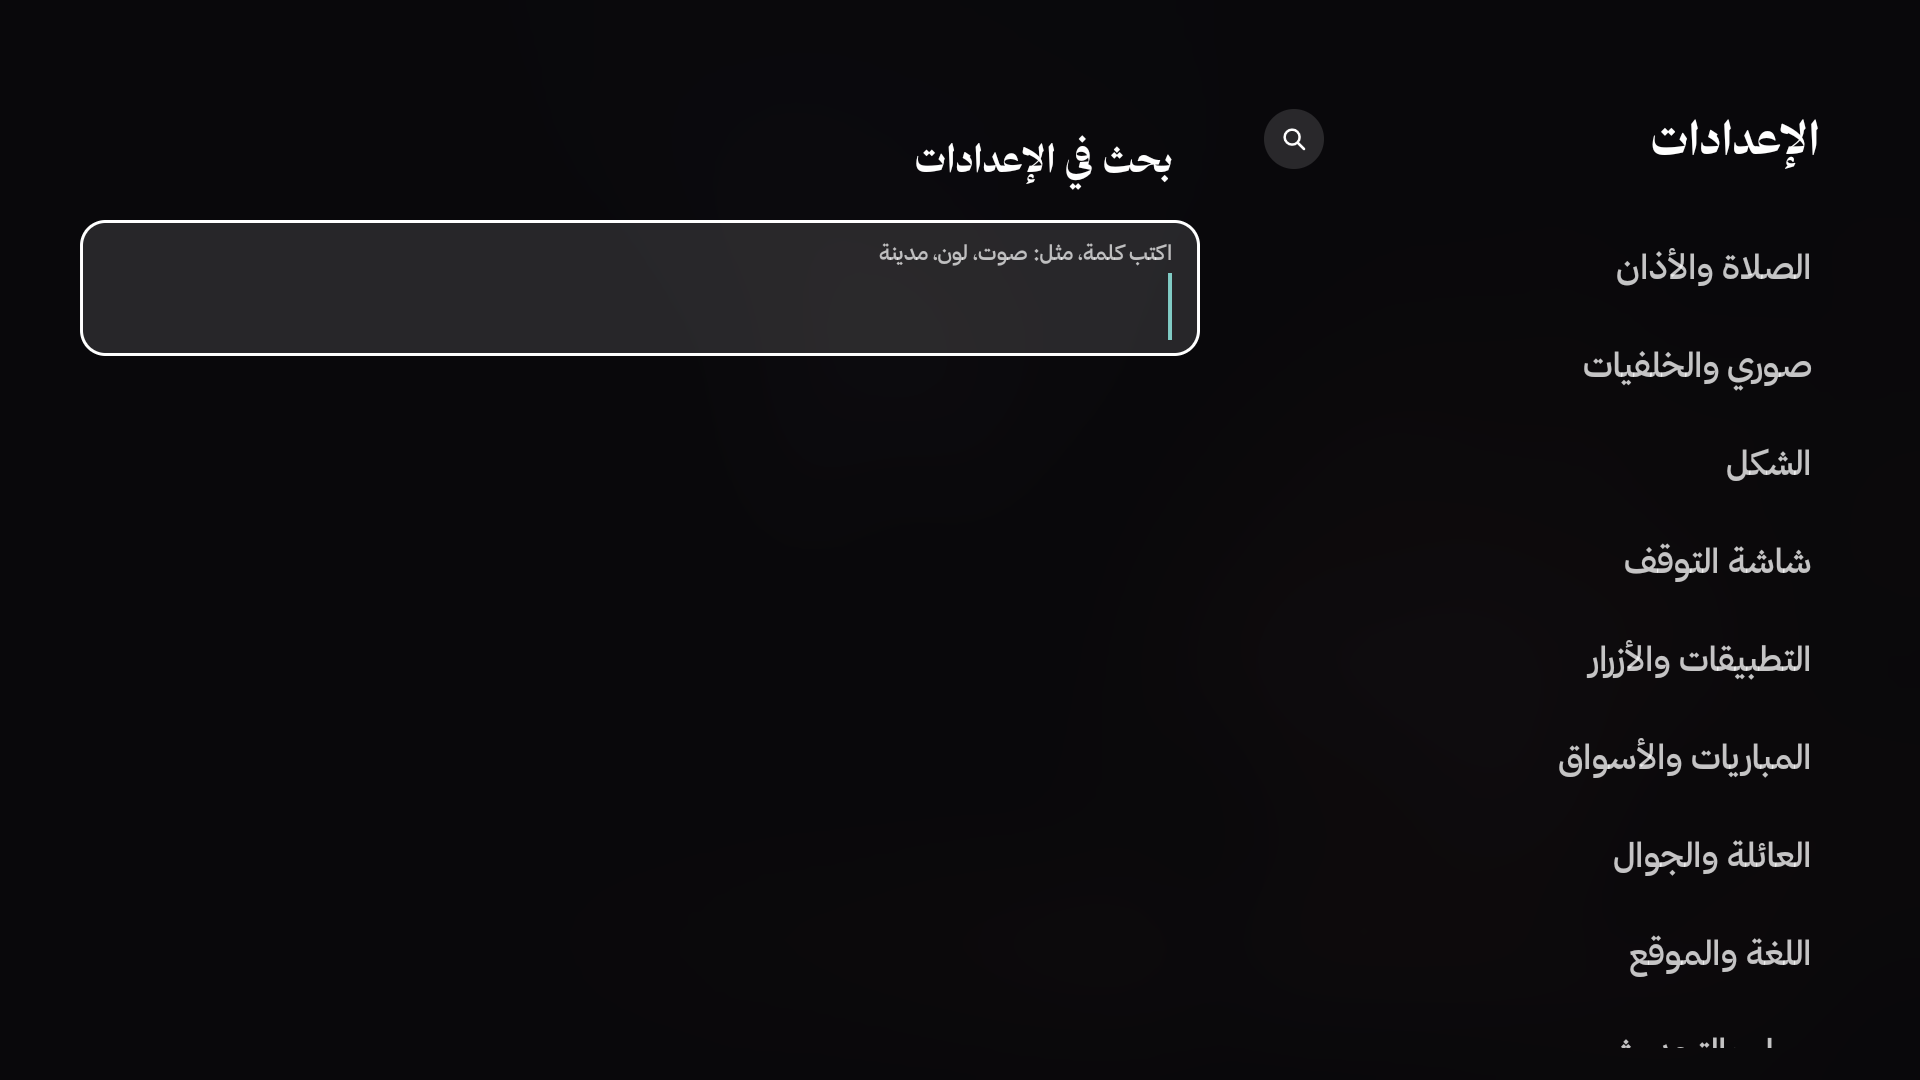 الإعدادات
الصلاة والأذان
صوري والخلفيات
الشكل
شاشة التوقف
التطبيقات والأزرار
المباريات والأسواق
العائلة والجوال
اللغة والموقع
بحث في الإعدادات
اكتب كلمة، مثل: صوت، لون، مدينة